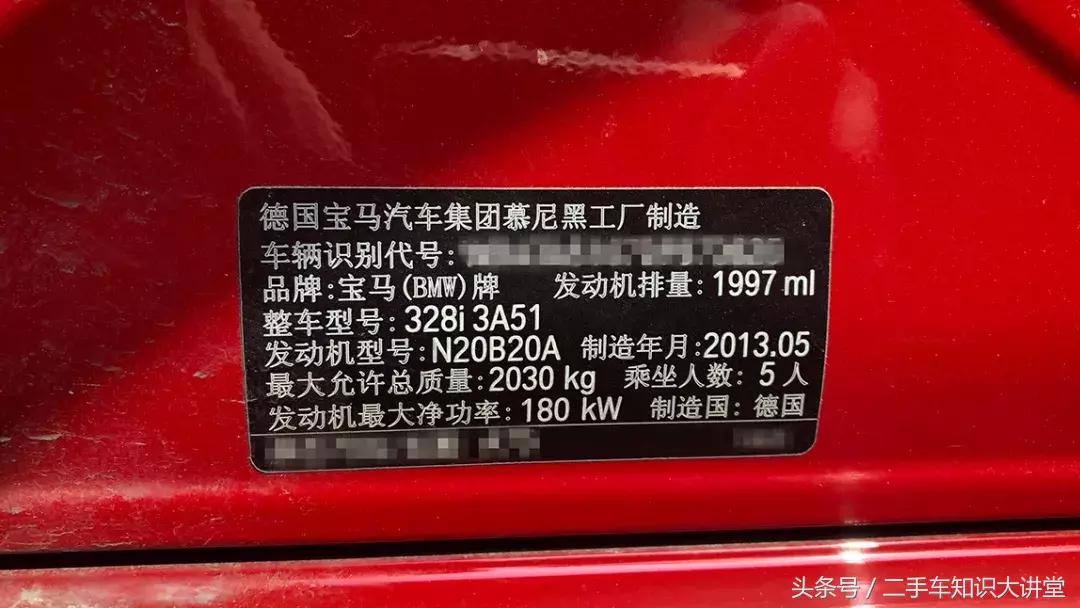 德国宝马汽车集团慕尼黑工厂制造
车辆识别代号:
品牌:宝马(BMW)牌 发动机排量:1997 ml
整车型号:328i 3A51
发动机型号:N20B20A 制造年月:2013.05
最大允许总质量:2030 kg 乘坐人数: 5人
发动机最大净功率:180 kW 制造国: 德国
头条号 / 二手车知识大讲堂